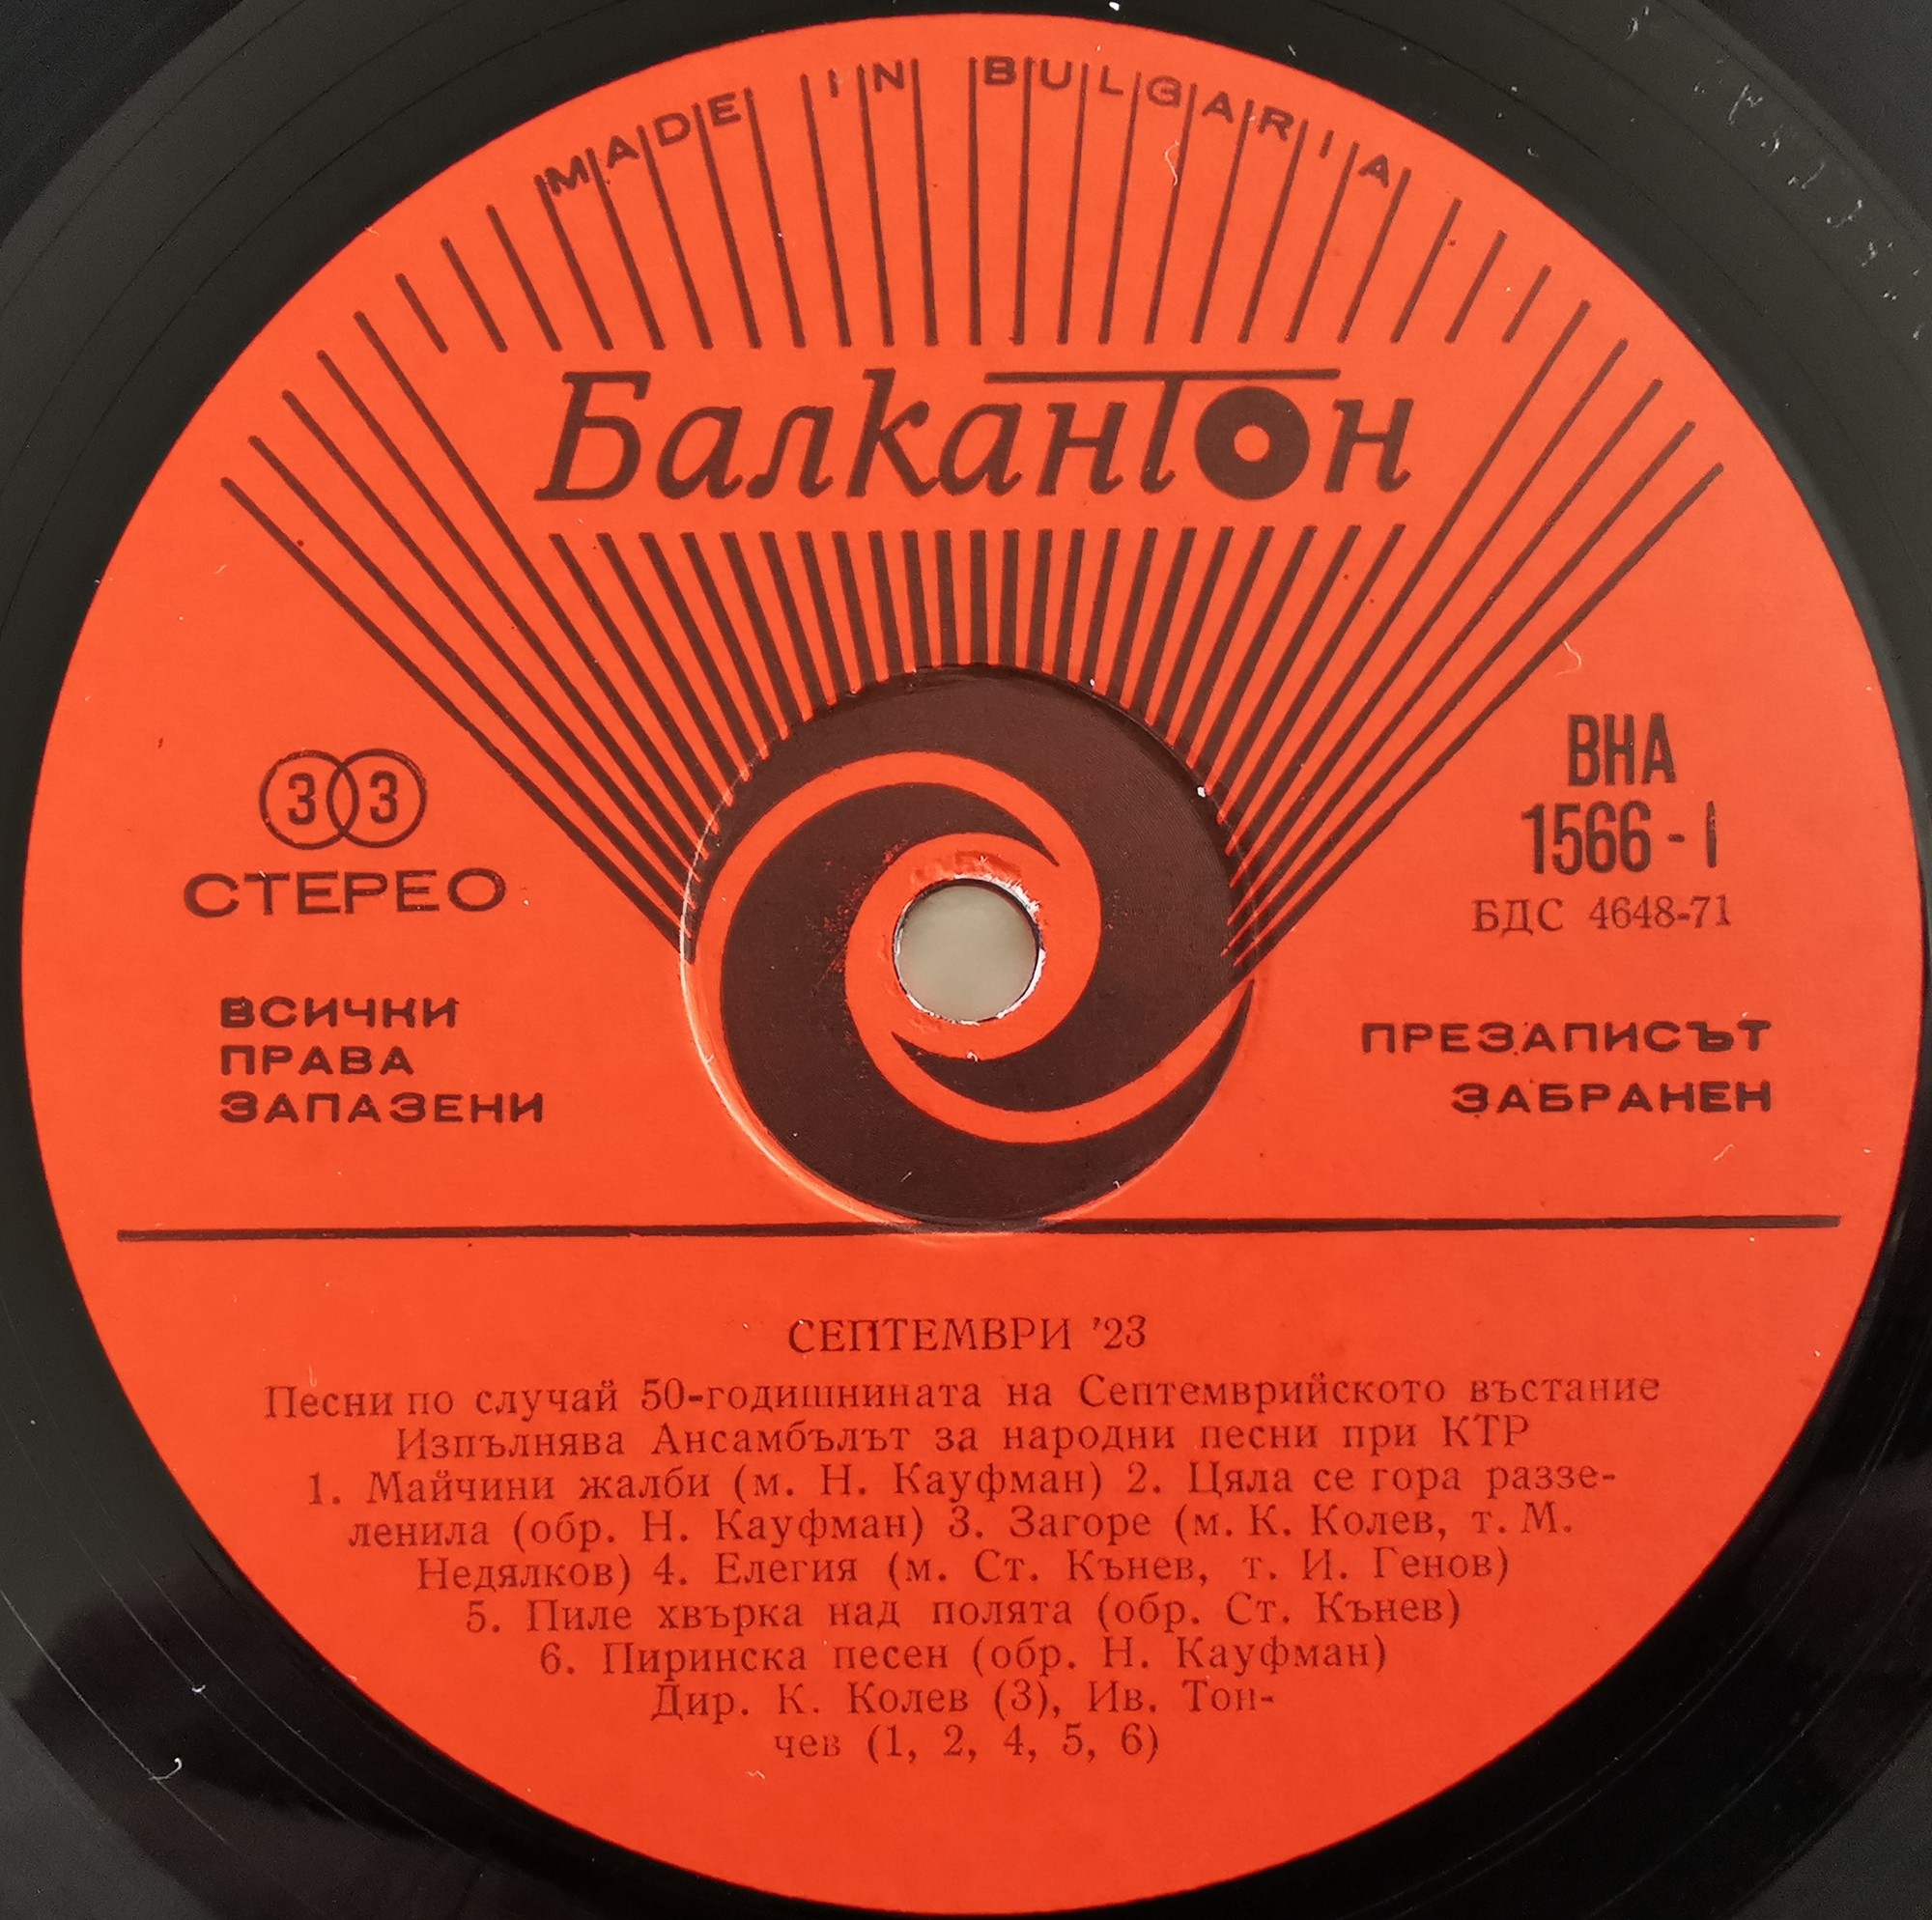 MADE IN BULGARIA
Балкантон
33
СТЕРЕО
ВСИЧКИ
ПРАВА
ЗАПАЗЕНИ
ВНА
1566 - I
БДС 4648-71
ПРЕЗАПИСЪТ
ЗАБРАНЕН
СЕПТЕМВРИ '23
Песни по случай 50-годишнината на Септемврийското въстание
Изпълнява Ансамбълът за народни песни при КТР
1. Майчини жалби (м. Н. Кауфман) 2. Цяла се гора раззе-
ленила (обр. Н. Кауфман) 3. Загоре (м. К. Колев, т. М.
Недялков) 4. Елегия (м. Ст. Кънев, т. И. Генов)
5. Пиле хвърка над полята (обр. Ст. Кънев)
6. Пиринска песен (обр. Н. Кауфман)
Дир. К. Колев (3), Ив. Тон-
чев (1, 2, 4, 5, 6)